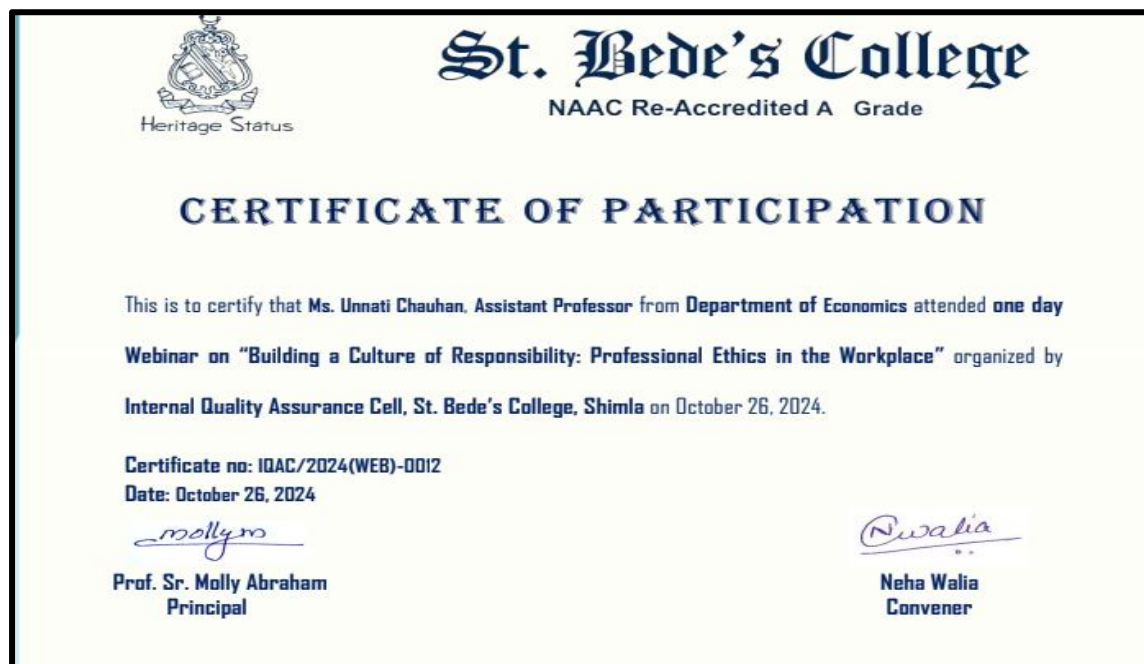 St. Bede's College
NAAC Re-Accredited A Grade
Heritage Status
CERTIFICATE OF PARTICIPATION
This is to certify that Ms. Unnati Chauhan, Assistant Professor from Department of Economics attended one day
Webinar on “Building a Culture of Responsibility: Professional Ethics in the Workplace” organized by
Internal Quality Assurance Cell, St. Bede's College, Shimla on October 26, 2024.
Certificate no: IQAC/2024(WEB)-0012
Date: October 26, 2024
mollym
Nwalia
Prof. Sr. Molly Abraham
Neha Walia
Principal
Convener